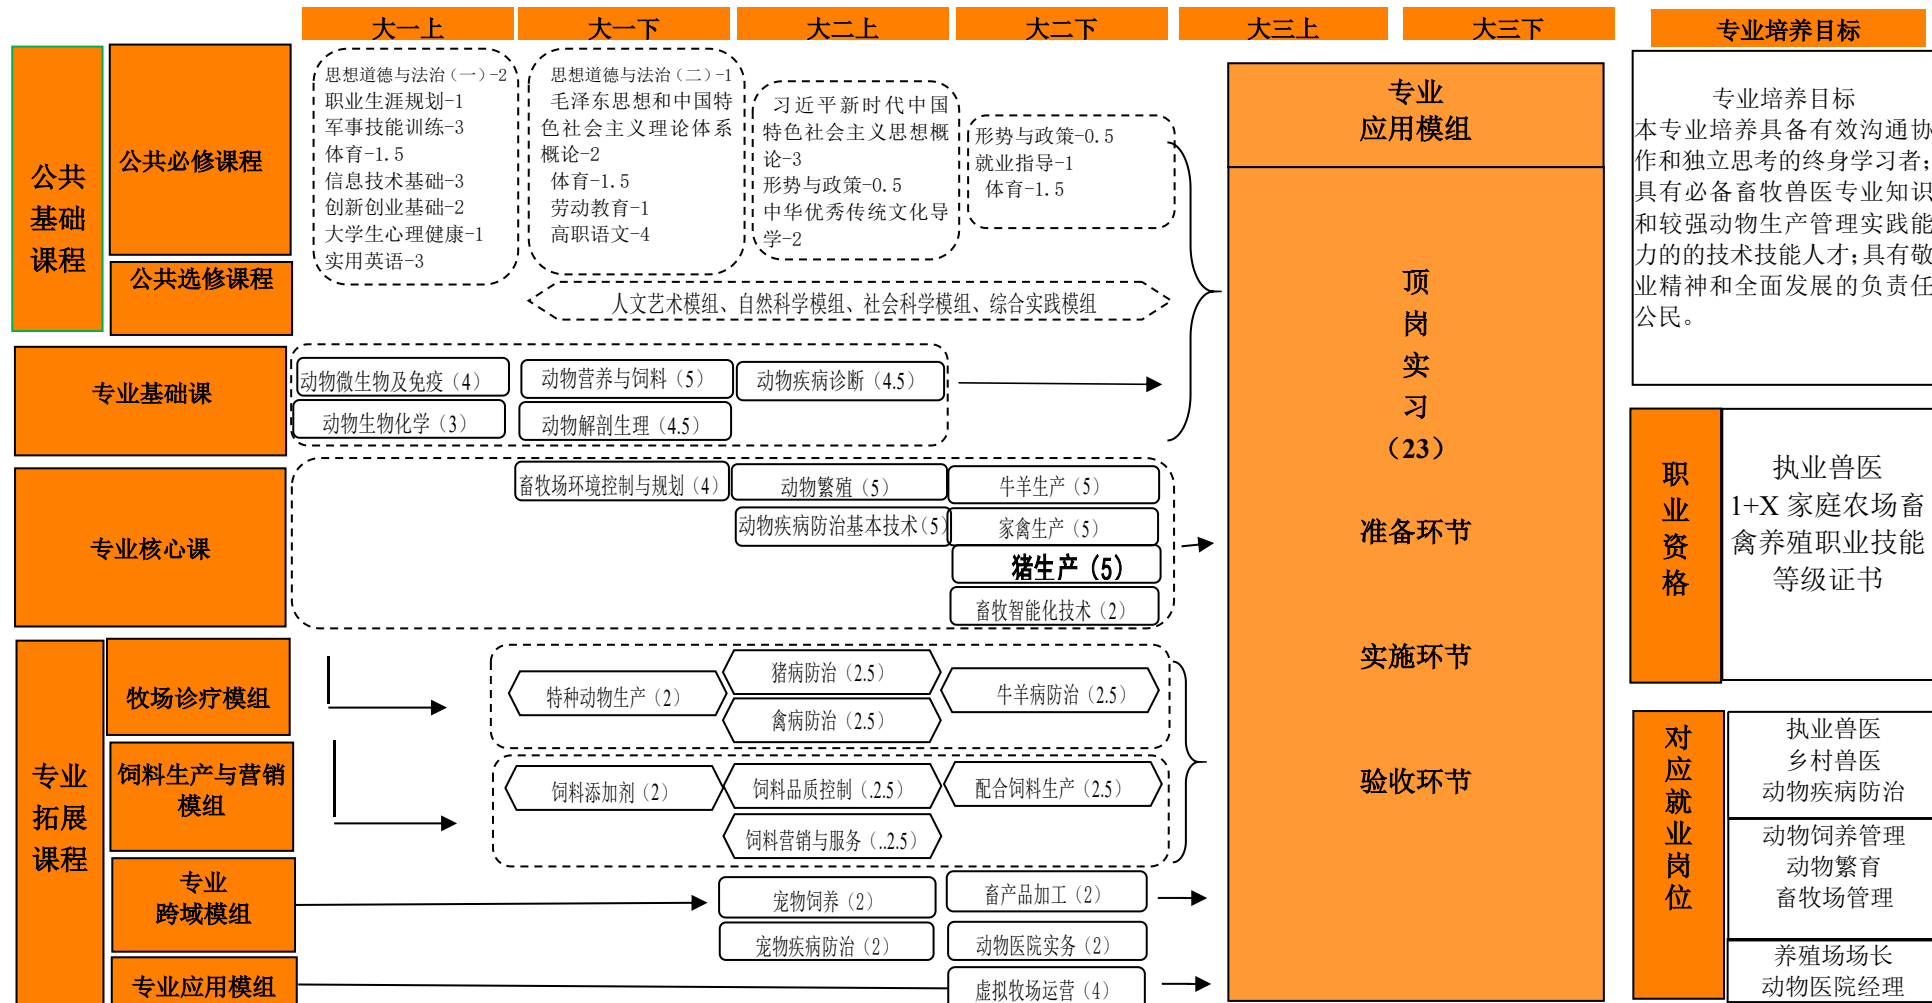 大一上
大一下
大二上
大二下
大三上
大三下
专业培养目标
公共
基础
课程
公共必修课程
公共选修课程
思想道德与法治（一）-2
职业生涯规划-1
军事技能训练-3
体育-1.5
信息技术基础-3
创新创业基础-2
大学生心理健康-1
实用英语-3
思想道德与法治（二）-1
毛泽东思想和中国特
色社会主义理论体系
概论-2
体育-1.5
劳动教育-1
高职语文-4
习近平新时代中国
特色社会主义思想概
论-3
形势与政策-0.5
中华优秀传统文化导
学-2
形势与政策-0.5
就业指导-1
体育-1.5
人文艺术模组、自然科学模组、社会科学模组、综合实践模组
专业基础课
动物微生物及免疫（4）
动物生物化学（3）
动物营养与饲料（5）
动物解剖生理（4.5）
动物疾病诊断（4.5）
专业核心课
畜牧场环境控制与规划（4）
动物繁殖（5）
动物疾病防治基本技术（5）
牛羊生产（5）
家禽生产（5）
猪生产（5）
畜牧智能化技术（2）
专业
拓展
课程
牧场诊疗模组
特种动物生产（2）
猪病防治（2.5）
禽病防治（2.5）
牛羊病防治（2.5）
饲料生产与营销
模组
饲料添加剂（2）
饲料品质控制（.2.5）
饲料营销与服务（..2.5）
配合饲料生产（2.5）
专业
跨域模组
宠物饲养（2）
宠物疾病防治（2）
畜产品加工（2）
动物医院实务（2）
专业应用模组
虚拟牧场运营（4）
专业
应用模组
顶
岗
实
习
（23）
准备环节
实施环节
验收环节
专业培养目标
本专业培养具备有效沟通协
作和独立思考的终身学习者；
具有必备畜牧兽医专业知识
和较强动物生产管理实践能
力的的技术技能人才；具有敬
业精神和全面发展的负责任
公民。
职
业
资
格
执业兽医
1+X 家庭农场畜
禽养殖职业技能
等级证书
对
应
就
业
岗
位
执业兽医
乡村兽医
动物疾病防治
动物饲养管理
动物繁育
畜牧场管理
养殖场场长
动物医院经理